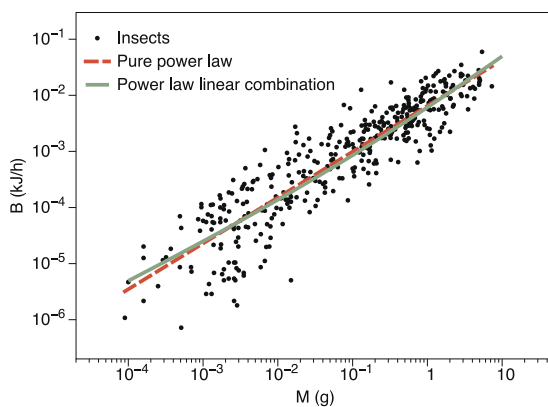 Insects
Pure power law
Power law linear combination
B (kJ/h)
10⁻¹
10⁻²
10⁻³
10⁻⁴
10⁻⁵
10⁻⁶
10⁻⁴
10⁻³
10⁻²
10⁻¹
1
10
M (g)